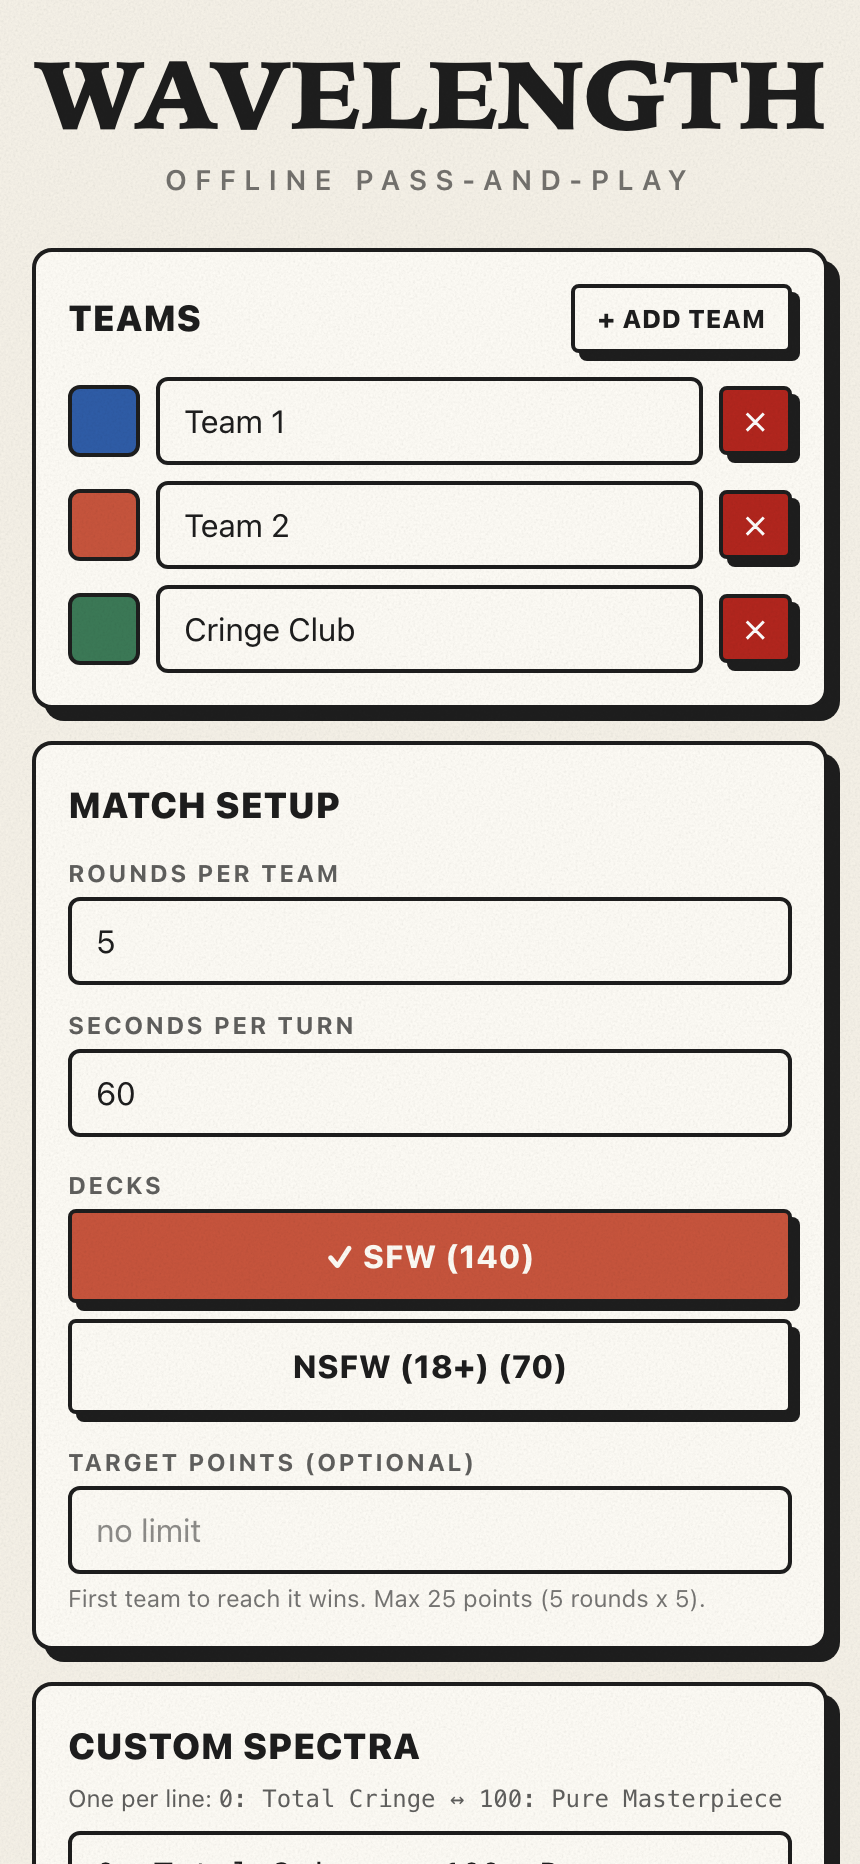 WAVELENGTH
OFFLINE PASS-AND-PLAY
TEAMS
+ ADD TEAM
Team 1
×
Team 2
×
Cringe Club
×
MATCH SETUP
ROUNDS PER TEAM
5
SECONDS PER TURN
60
DECKS
✓ SFW (140)
NSFW (18+) (70)
TARGET POINTS (OPTIONAL)
no limit
First team to reach it wins. Max 25 points (5 rounds x 5).
CUSTOM SPECTRA
One per line: 0: Total Cringe ↔ 100: Pure Masterpiece